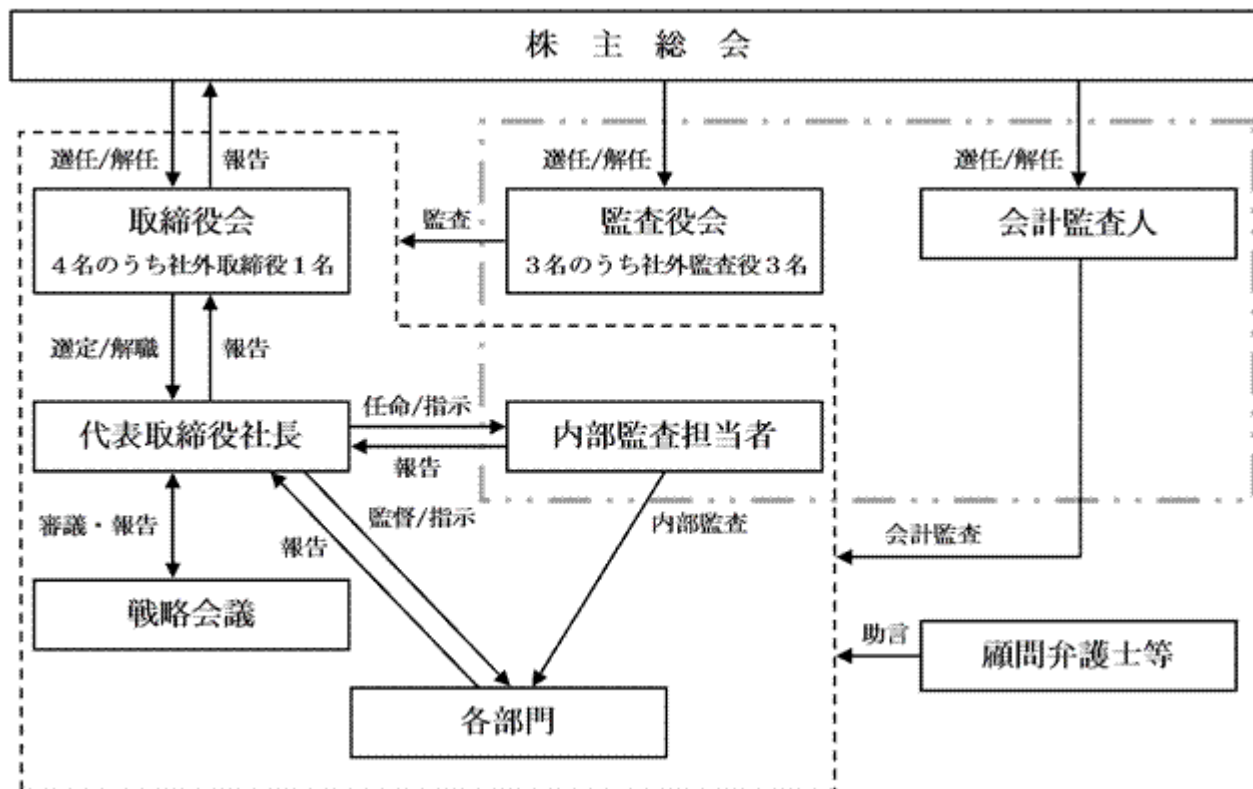 株 主 総 会
選任/解任
報告
選任/解任
選任/解任
取締役会
４名のうち社外取締役１名
監査
監査役会
３名のうち社外監査役３名
会計監査人
選定/解職
報告
代表取締役社長
任命/指示
報告
内部監査担当者
審議・報告
報告
監督/指示
内部監査
会計監査
戦略会議
助言
顧問弁護士等
各部門